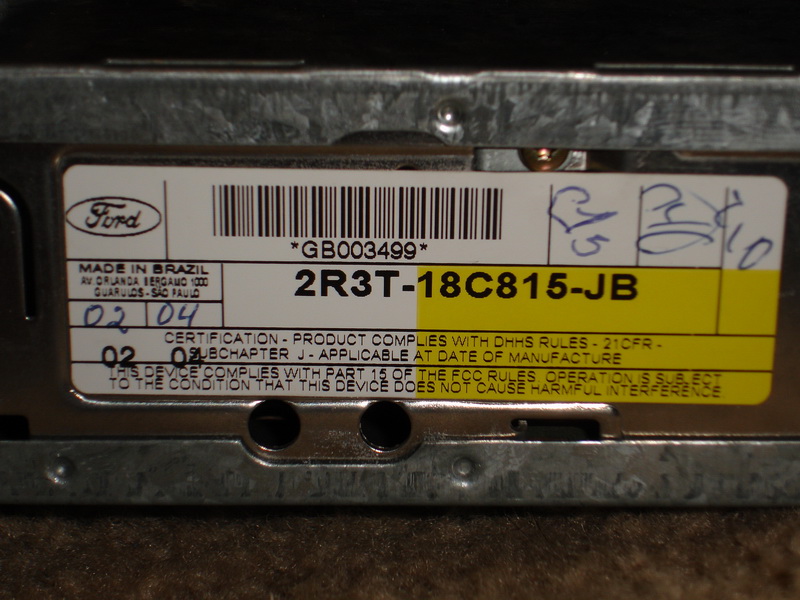 Ford
*GB003499*
MADE IN BRAZIL
AV. ORLANDA BERGAMO 1000
GUARULOS - SÃO PAULO
2R3T-18C815-JB
02 04
CERTIFICATION - PRODUCT COMPLIES WITH DHHS RULES - 21CFR -
02 04 SUBCHAPTER J - APPLICABLE AT DATE OF MANUFACTURE
THIS DEVICE COMPLIES WITH PART 15 OF THE FCC RULES. OPERATION IS SUBJECT
TO THE CONDITION THAT THIS DEVICE DOES NOT CAUSE HARMFUL INTERFERENCE.